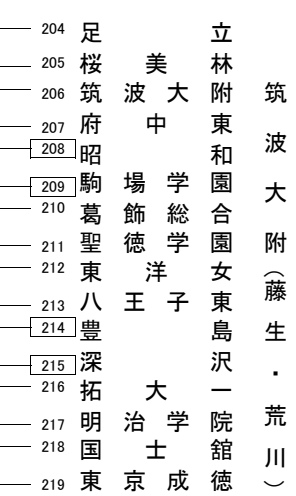 204 足立
205 桜美林
206 筑波大附
207 府中東
208 昭和
209 駒場学園
210 葛飾総合
211 聖徳学園
212 東洋女
213 八王子東
214 豊島
215 深沢
216 拓大一
217 明治学院
218 国士舘
219 東京成徳
筑波大附(藤生・荒川)